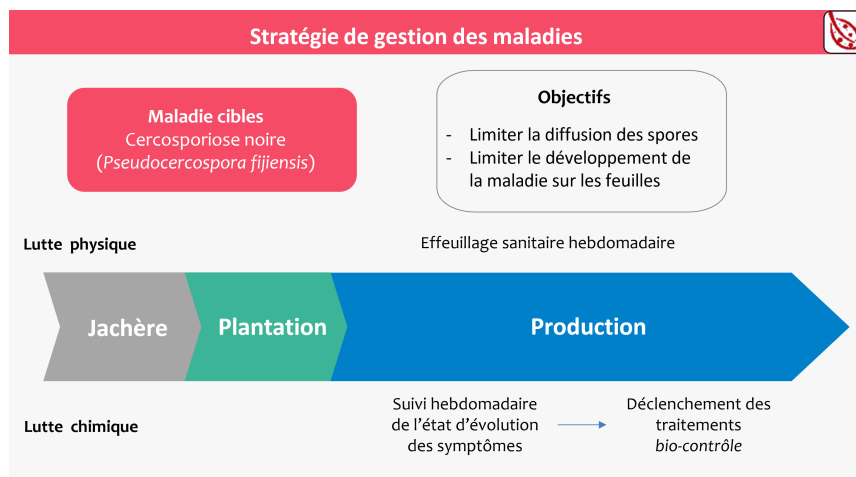 Stratégie de gestion des maladies
Maladie cibles
Cercosporiose noire
(Pseudocercospora fijiensis)
Objectifs
- Limiter la diffusion des spores
- Limiter le développement de
la maladie sur les feuilles
Lutte physique
Effeuillage sanitaire hebdomadaire
Jachère
Plantation
Production
Lutte chimique
Suivi hebdomadaire
de l’état d’évolution
des symptômes
Déclenchement des
traitements
bio-contrôle